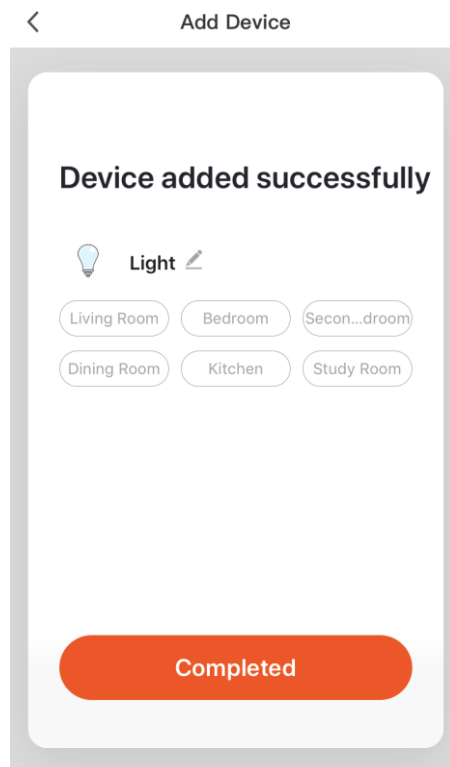 Add Device
Device added successfully
Light
Living Room Bedroom Secon...droom
Dining Room Kitchen Study Room
Completed